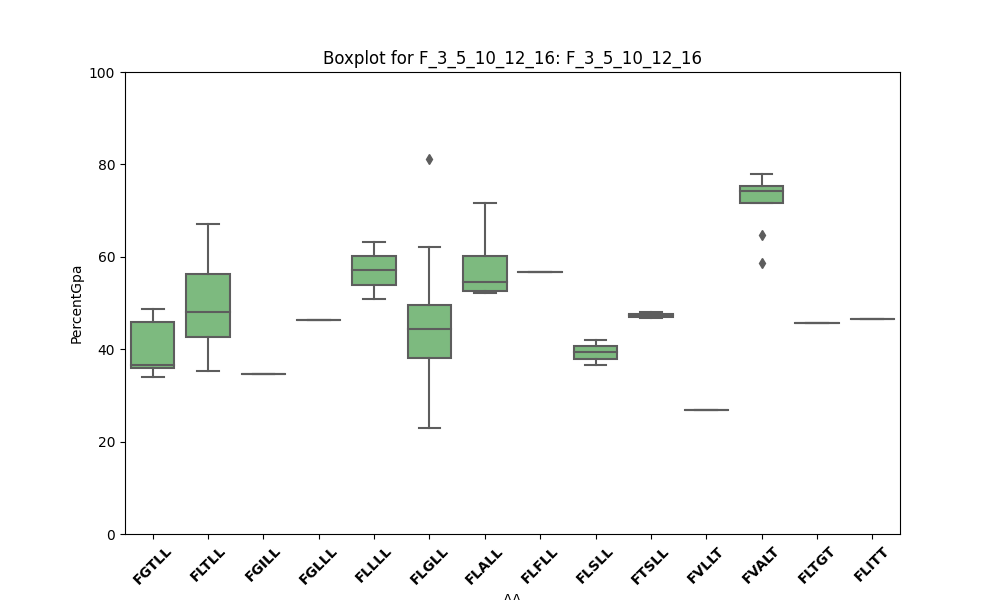 Boxplot for F_3_5_10_12_16: F_3_5_10_12_16
100
80
60
40
20
0
PercentGpa
FGTLL
FLTLL
FGILL
FGLLL
FLLLL
FLGLL
FLALL
FLFLL
FLSLL
FTSLL
FVLLT
FVALT
FLTGT
FLITT
AA